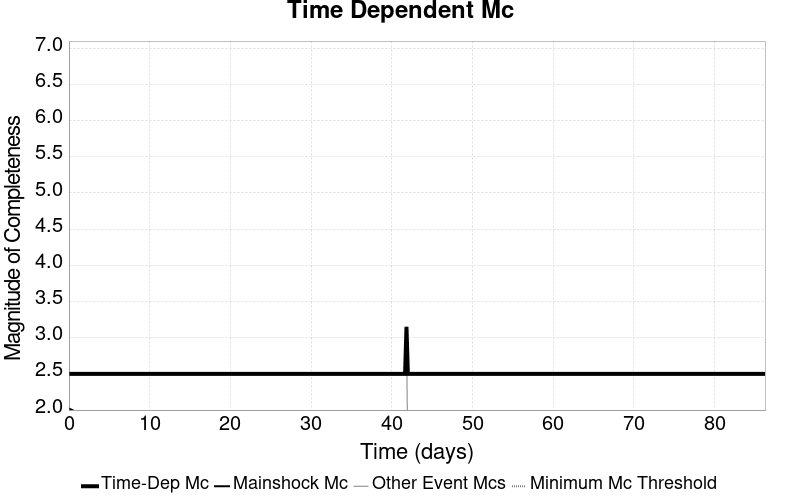 Time Dependent Mc
Magnitude of Completeness
7.0
6.5
6.0
5.5
5.0
4.5
4.0
3.5
3.0
2.5
2.0
0 10 20 30 40 50 60 70 80
Time (days)
Time-Dep Mc Mainshock Mc Other Event Mcs Minimum Mc Threshold